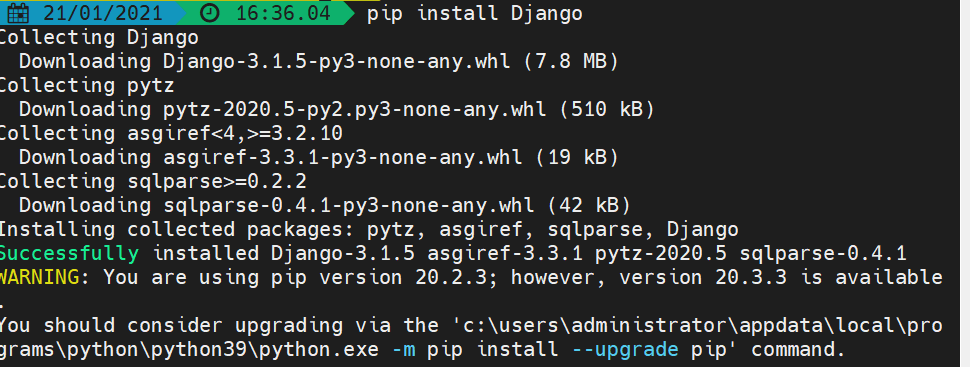 21/01/2021 16:36.04 pip install Django
Collecting Django
Downloading Django-3.1.5-py3-none-any.whl (7.8 MB)
Collecting pytz
Downloading pytz-2020.5-py2.py3-none-any.whl (510 kB)
Collecting asgiref<4,>=3.2.10
Downloading asgiref-3.3.1-py3-none-any.whl (19 kB)
Collecting sqlparse>=0.2.2
Downloading sqlparse-0.4.1-py3-none-any.whl (42 kB)
Installing collected packages: pytz, asgiref, sqlparse, Django
Successfully installed Django-3.1.5 asgiref-3.3.1 pytz-2020.5 sqlparse-0.4.1
WARNING: You are using pip version 20.2.3; however, version 20.3.3 is available
.
You should consider upgrading via the 'c:\users\administrator\appdata\local\pro
grams\python\python39\python.exe -m pip install --upgrade pip' command.